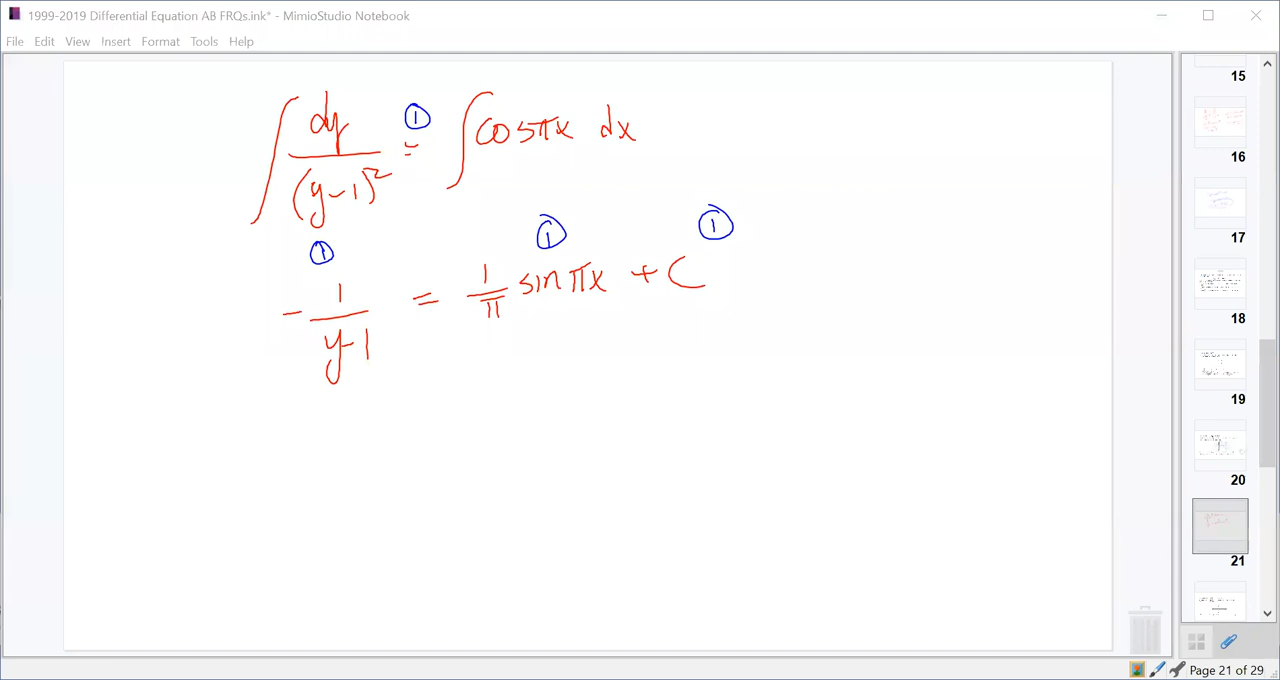 1999-2019 Differential Equation AB FRQs.ink* - MimioStudio Notebook
File Edit View Insert Format Tools Help
∫ dy/(y-1)² = ∫ cosπx dx
①
① ① ①
- 1/(y-1) = 1/π sin πx + C
15
16
17
18
19
20
21
Page 21 of 29